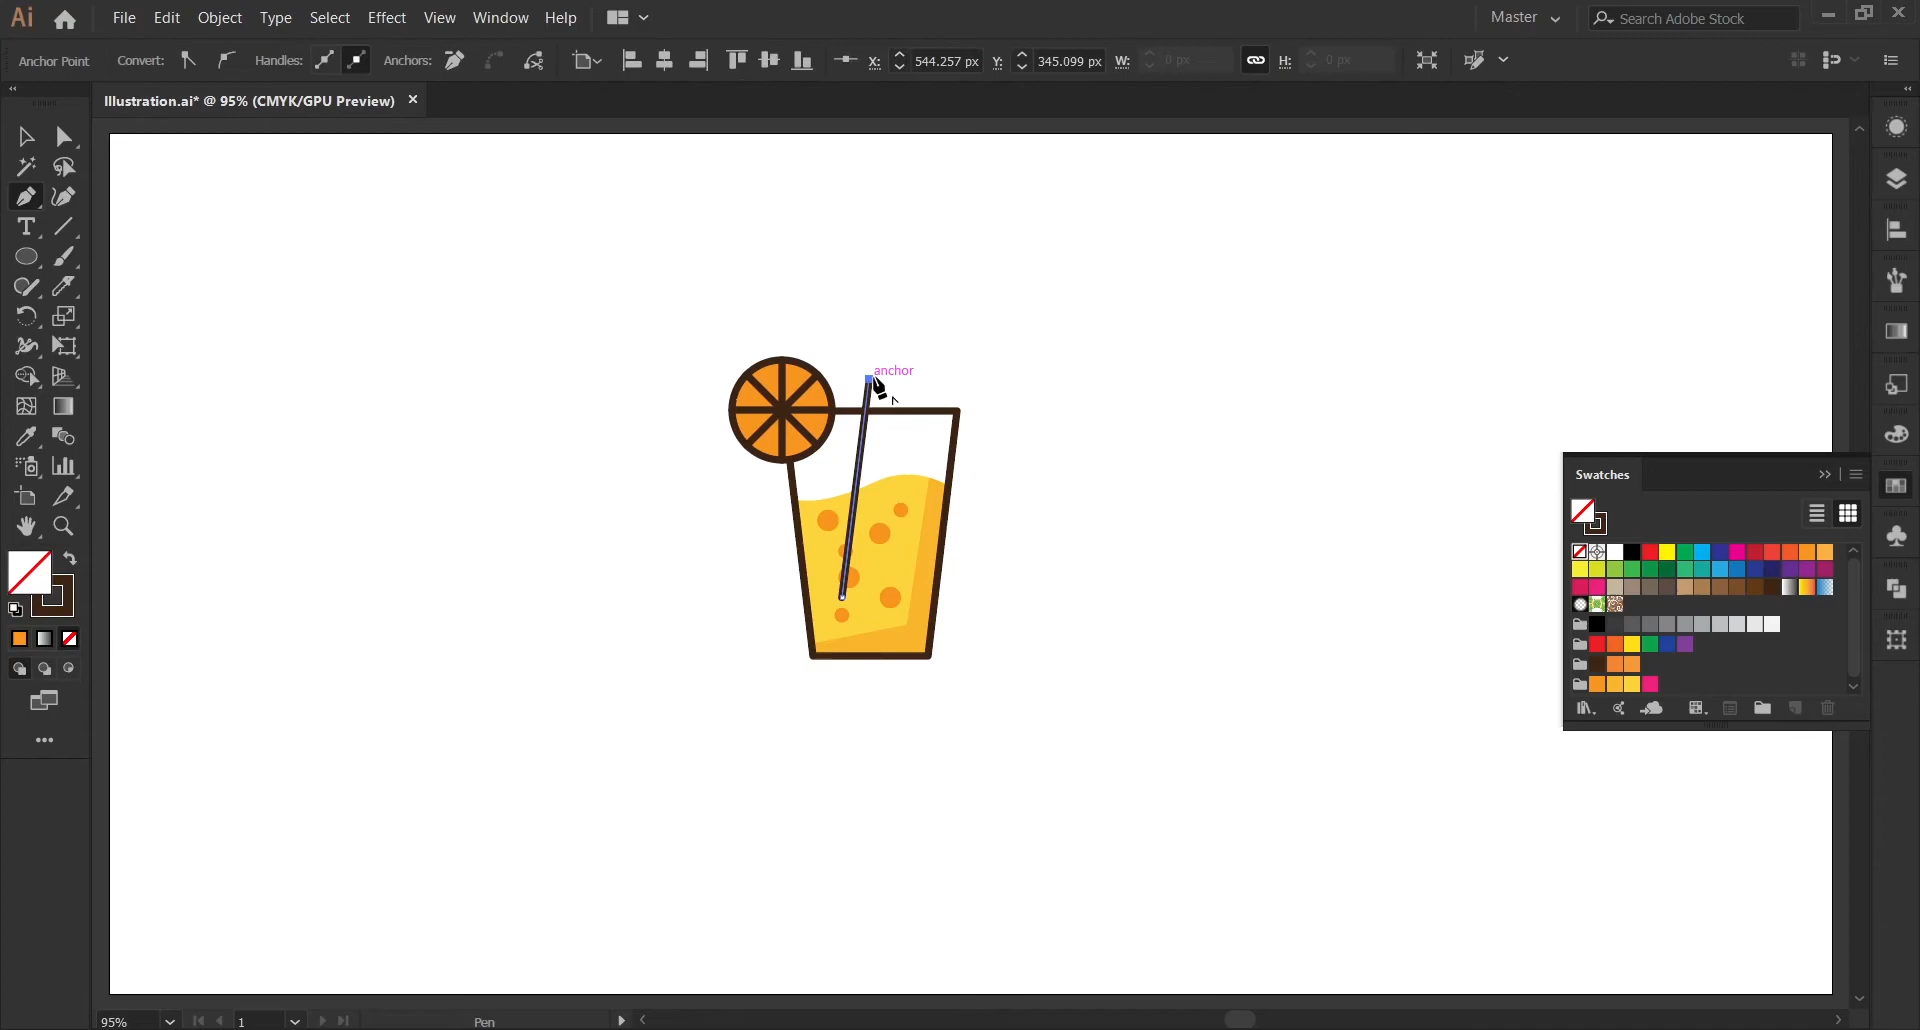 Ai File Edit Object Type Select Effect View Window Help Master Search Adobe Stock
Anchor Point Convert: Handles: Anchors: X: 544.257 px Y: 345.099 px W: 0 px H: 0 px
Illustration.ai* @ 95% (CMYK/GPU Preview)
anchor
Swatches
95% 1 Pen